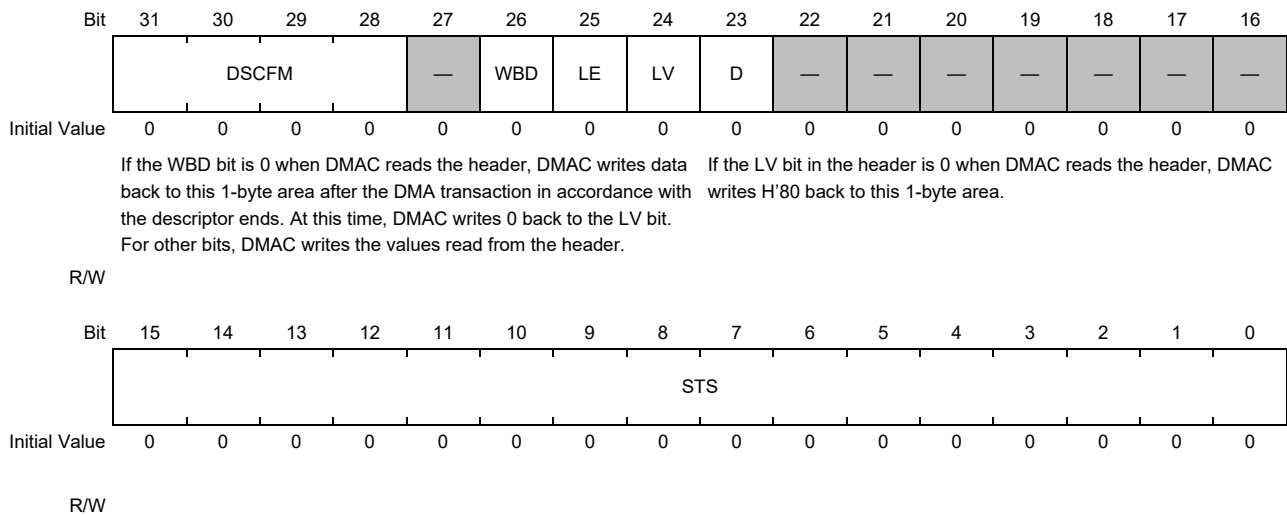 Bit 31 30 29 28 27 26 25 24 23 22 21 20 19 18 17 16
DSCFM — WBD LE LV D — — — — — — —
Initial Value 0 0 0 0 0 0 0 0 0 0 0 0 0 0 0 0
If the WBD bit is 0 when DMAC reads the header, DMAC writes data
back to this 1-byte area after the DMA transaction in accordance with
the descriptor ends. At this time, DMAC writes 0 back to the LV bit.
For other bits, DMAC writes the values read from the header.
If the LV bit in the header is 0 when DMAC reads the header, DMAC
writes H'80 back to this 1-byte area.
R/W
Bit 15 14 13 12 11 10 9 8 7 6 5 4 3 2 1 0
STS
Initial Value 0 0 0 0 0 0 0 0 0 0 0 0 0 0 0 0
R/W